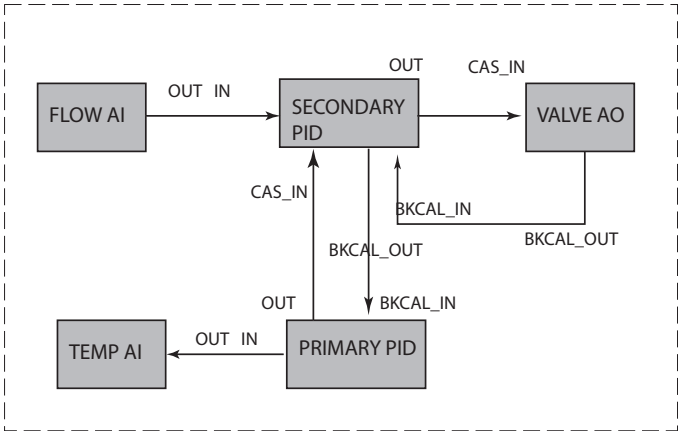 OUT
CAS_IN
OUT IN
FLOW AI
SECONDARY
PID
VALVE AO
CAS_IN
BKCAL_IN
BKCAL_OUT
BKCAL_OUT
OUT
BKCAL_IN
OUT IN
TEMP AI
PRIMARY PID